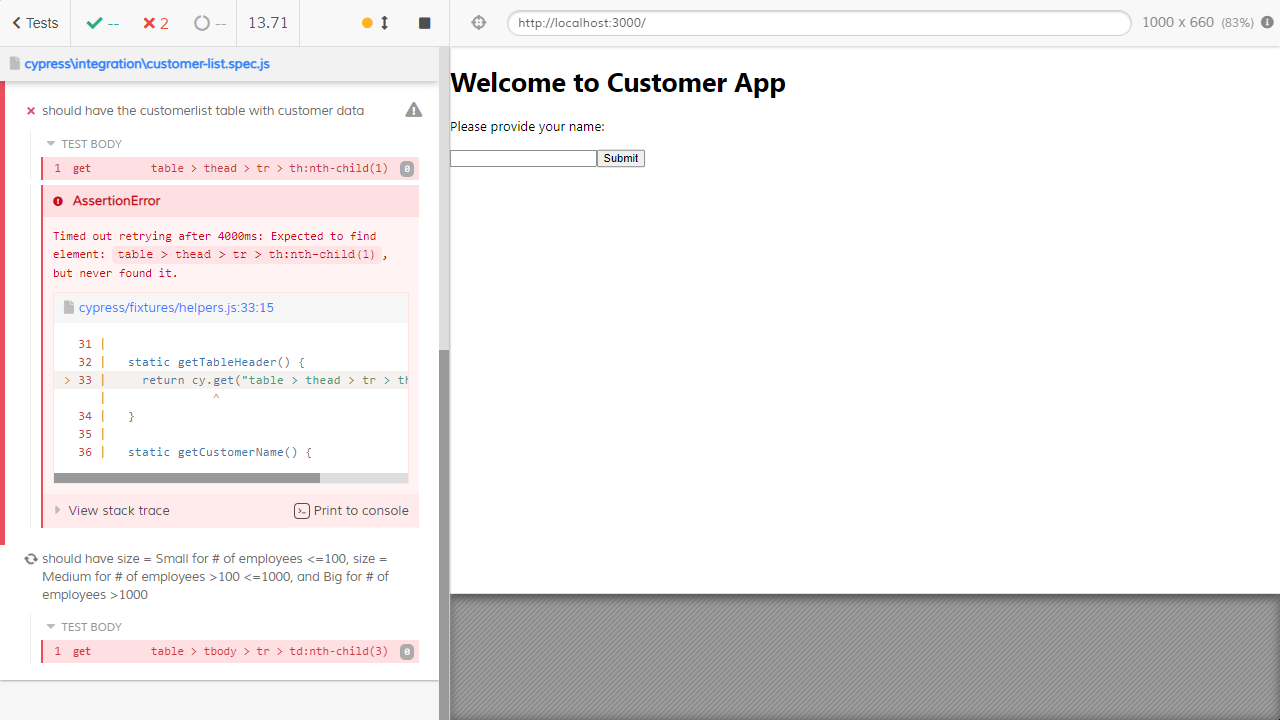 Tests
--
2
--
13.71
http://localhost:3000/
1000 x 660 (83%)
cypress\integration\customer-list.spec.js
should have the customerlist table with customer data
TEST BODY
1 get table > thead > tr > th:nth-child(1) 0
AssertionError
Timed out retrying after 4000ms: Expected to find
element: table > thead > tr > th:nth-child(1) ,
but never found it.
cypress/fixtures/helpers.js:33:15
31 |
32 | static getTableHeader() {
> 33 | return cy.get("table > thead > tr > th
| ^
34 | }
35 |
36 | static getCustomerName() {
View stack trace
Print to console
should have size = Small for # of employees <=100, size =
Medium for # of employees >100 <=1000, and Big for # of
employees >1000
TEST BODY
1 get table > tbody > tr > td:nth-child(3) 0
Welcome to Customer App
Please provide your name:
Submit